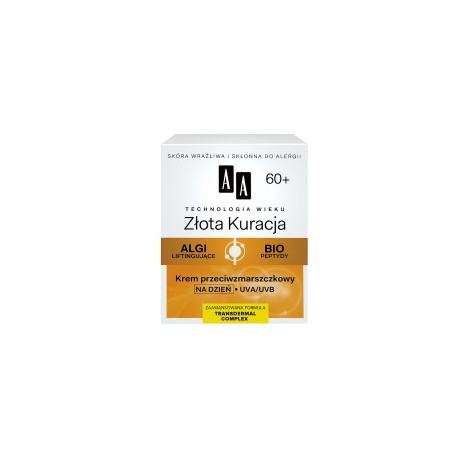 SKÓRA WRAŻLIWA I SKŁONNA DO ALERGII
AA 60+
TECHNOLOGIA WIEKU
Złota Kuracja
ALGI BIO
LIFTINGUJĄCE PEPTYDY
Krem przeciwzmarszczkowy
NA DZIEŃ • UVA/UVB
ZAAWANSOWANA FORMUŁA
TRANSDERMAL
COMPLEX